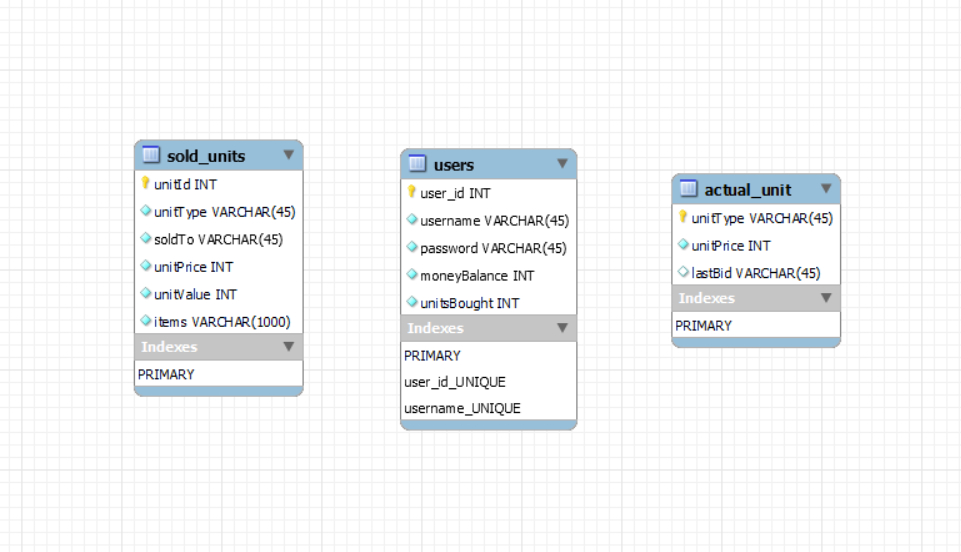 sold_units
unitId INT
unitType VARCHAR(45)
soldTo VARCHAR(45)
unitPrice INT
unitValue INT
items VARCHAR(1000)
Indexes
PRIMARY
users
user_id INT
username VARCHAR(45)
password VARCHAR(45)
moneyBalance INT
unitsBought INT
Indexes
PRIMARY
user_id_UNIQUE
username_UNIQUE
actual_unit
unitType VARCHAR(45)
unitPrice INT
lastBid VARCHAR(45)
Indexes
PRIMARY